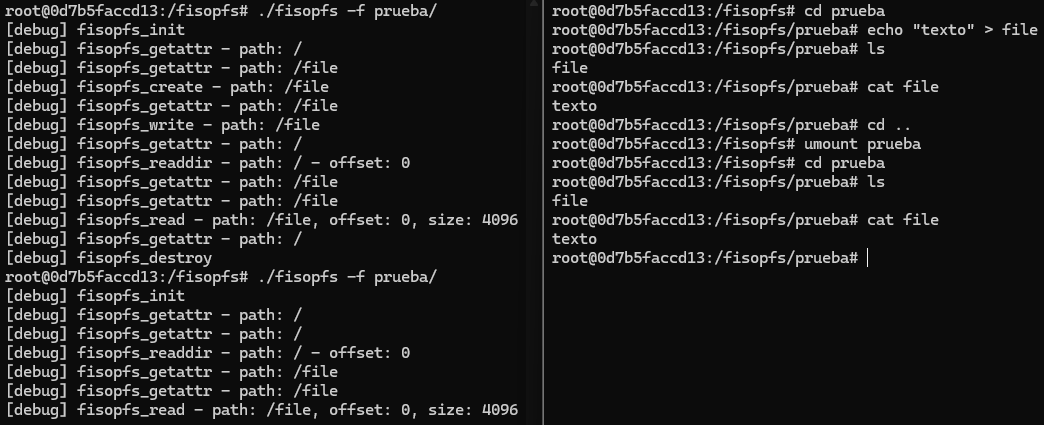 root@0d7b5faccd13:/fisopfs# ./fisopfs -f prueba/
[debug] fisopfs_init
[debug] fisopfs_getattr - path: /
[debug] fisopfs_getattr - path: /file
[debug] fisopfs_create - path: /file
[debug] fisopfs_getattr - path: /file
[debug] fisopfs_write - path: /file
[debug] fisopfs_getattr - path: /
[debug] fisopfs_readdir - path: / - offset: 0
[debug] fisopfs_getattr - path: /file
[debug] fisopfs_getattr - path: /file
[debug] fisopfs_read - path: /file, offset: 0, size: 4096
[debug] fisopfs_getattr - path: /
[debug] fisopfs_destroy
root@0d7b5faccd13:/fisopfs# ./fisopfs -f prueba/
[debug] fisopfs_init
[debug] fisopfs_getattr - path: /
[debug] fisopfs_getattr - path: /
[debug] fisopfs_readdir - path: / - offset: 0
[debug] fisopfs_getattr - path: /file
[debug] fisopfs_getattr - path: /file
[debug] fisopfs_read - path: /file, offset: 0, size: 4096
root@0d7b5faccd13:/fisopfs# cd prueba
root@0d7b5faccd13:/fisopfs/prueba# echo "texto" > file
root@0d7b5faccd13:/fisopfs/prueba# ls
file
root@0d7b5faccd13:/fisopfs/prueba# cat file
texto
root@0d7b5faccd13:/fisopfs/prueba# cd ..
root@0d7b5faccd13:/fisopfs# umount prueba
root@0d7b5faccd13:/fisopfs# cd prueba
root@0d7b5faccd13:/fisopfs/prueba# ls
file
root@0d7b5faccd13:/fisopfs/prueba# cat file
texto
root@0d7b5faccd13:/fisopfs/prueba#